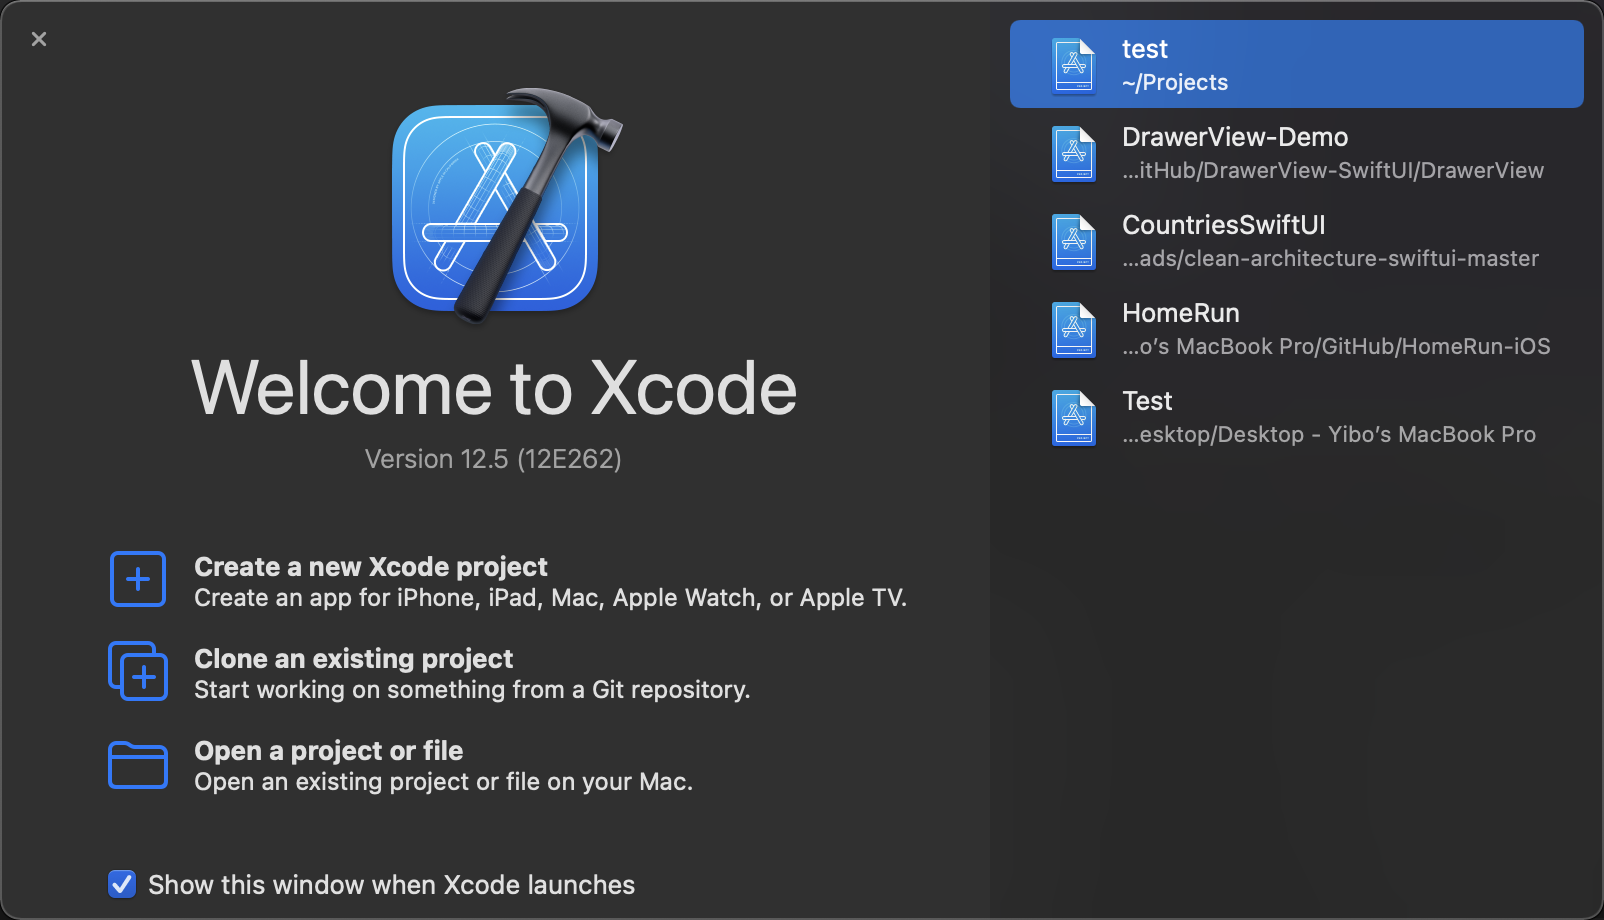 Welcome to Xcode
Version 12.5 (12E262)
Create a new Xcode project
Create an app for iPhone, iPad, Mac, Apple Watch, or Apple TV.
Clone an existing project
Start working on something from a Git repository.
Open a project or file
Open an existing project or file on your Mac.
Show this window when Xcode launches
test
~/Projects
DrawerView-Demo
...itHub/DrawerView-SwiftUI/DrawerView
CountriesSwiftUI
...ads/clean-architecture-swiftui-master
HomeRun
...o’s MacBook Pro/GitHub/HomeRun-iOS
Test
...esktop/Desktop - Yibo’s MacBook Pro